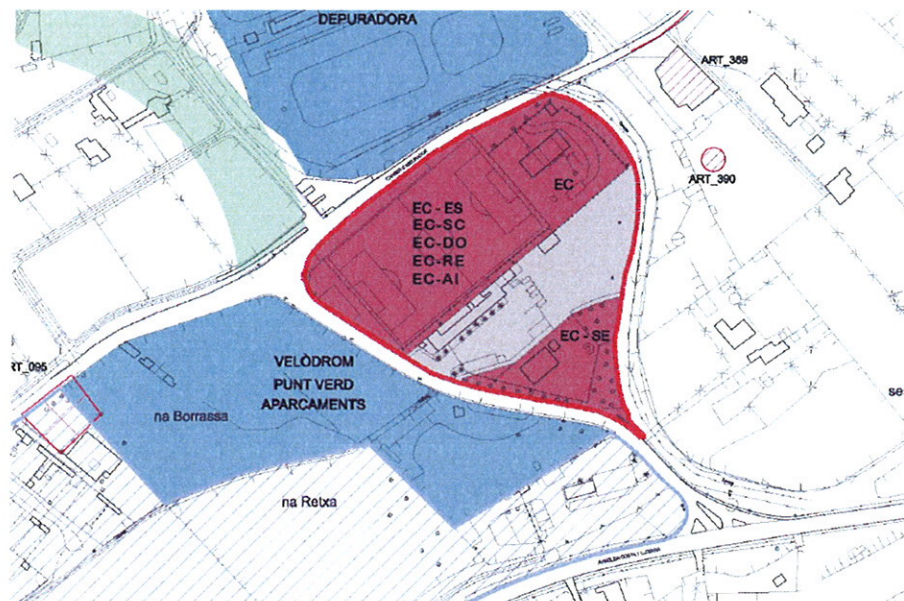 DEPURADORA
ART_369
ART_390
EC
EC - ES
EC - SC
EC - DO
EC - RE
EC - AI
EC - SE
RT_095
VELÒDROM
PUNT VERD
APARCAMENTS
na Borrassa
na Retxa
se